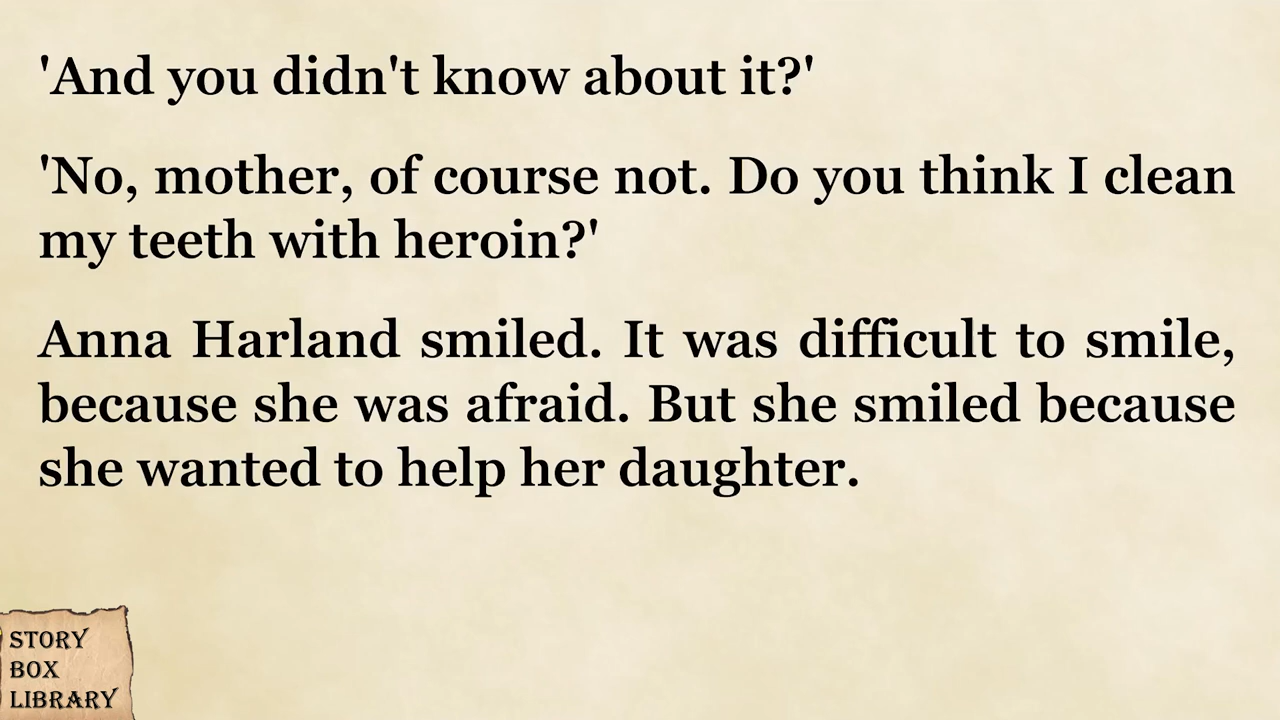 'And you didn't know about it?'
'No, mother, of course not. Do you think I clean
my teeth with heroin?'
Anna Harland smiled. It was difficult to smile,
because she was afraid. But she smiled because
she wanted to help her daughter.
STORY
BOX
LIBRARY